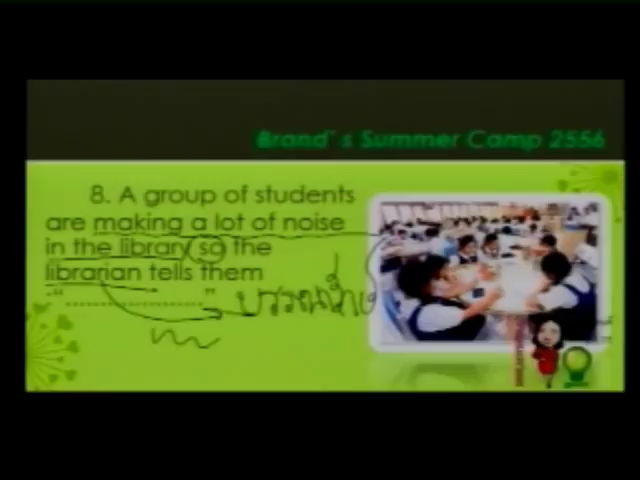 Brand's Summer Camp 2556
8. A group of students
are making a lot of noise
in the library so the
librarian tells them
"..................."